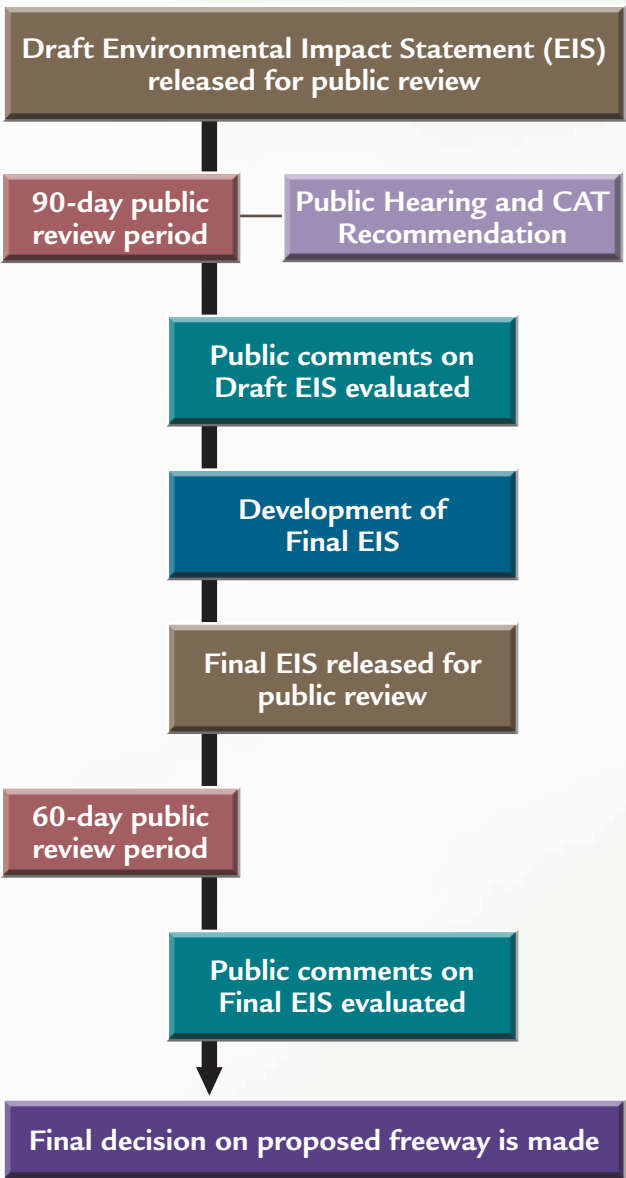 Draft Environmental Impact Statement (EIS)
released for public review
90-day public
review period
Public Hearing and CAT
Recommendation
Public comments on
Draft EIS evaluated
Development of
Final EIS
Final EIS released for
public review
60-day public
review period
Public comments on
Final EIS evaluated
Final decision on proposed freeway is made